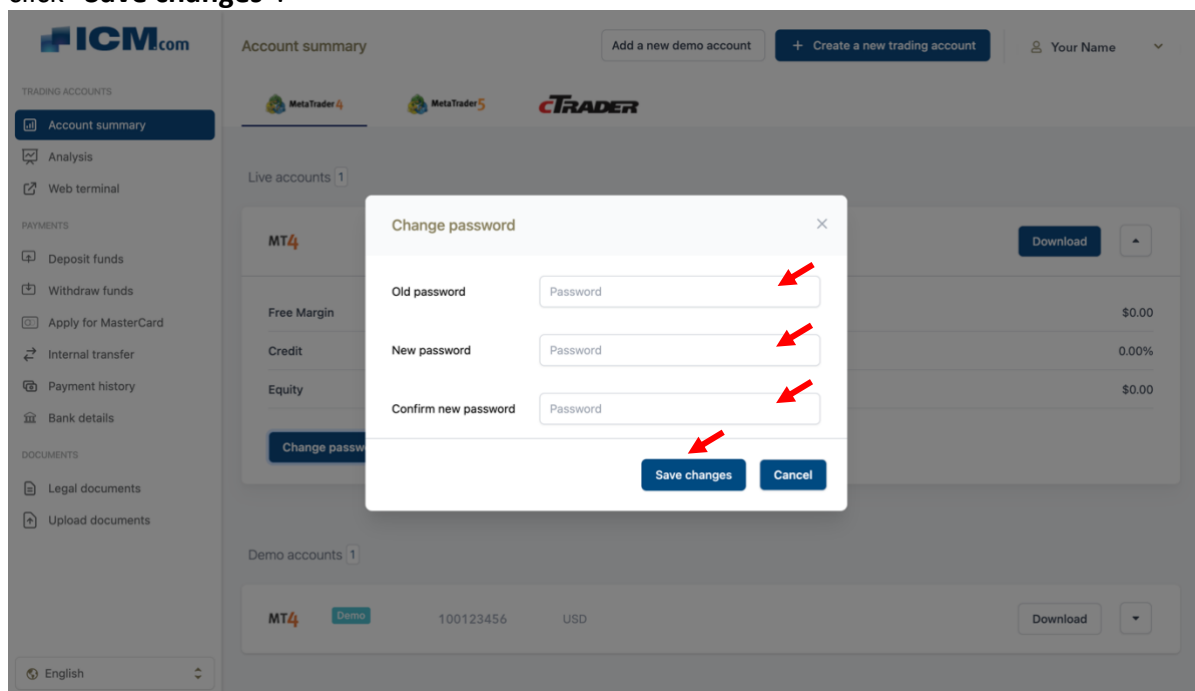 click "Save changes".
ICM.com
Account summary
Add a new demo account
+ Create a new trading account
Your Name
TRADING ACCOUNTS
Account summary
Analysis
Web terminal
PAYMENTS
Deposit funds
Withdraw funds
Apply for MasterCard
Internal transfer
Payment history
Bank details
DOCUMENTS
Legal documents
Upload documents
English
MetaTrader 4
MetaTrader 5
cTRADER
Live accounts 1
MT4
Download
Free Margin
$0.00
Credit
0.00%
Equity
$0.00
Change passw
Change password
Old password
Password
New password
Password
Confirm new password
Password
Save changes
Cancel
Demo accounts 1
MT4
Demo
100123456
USD
Download